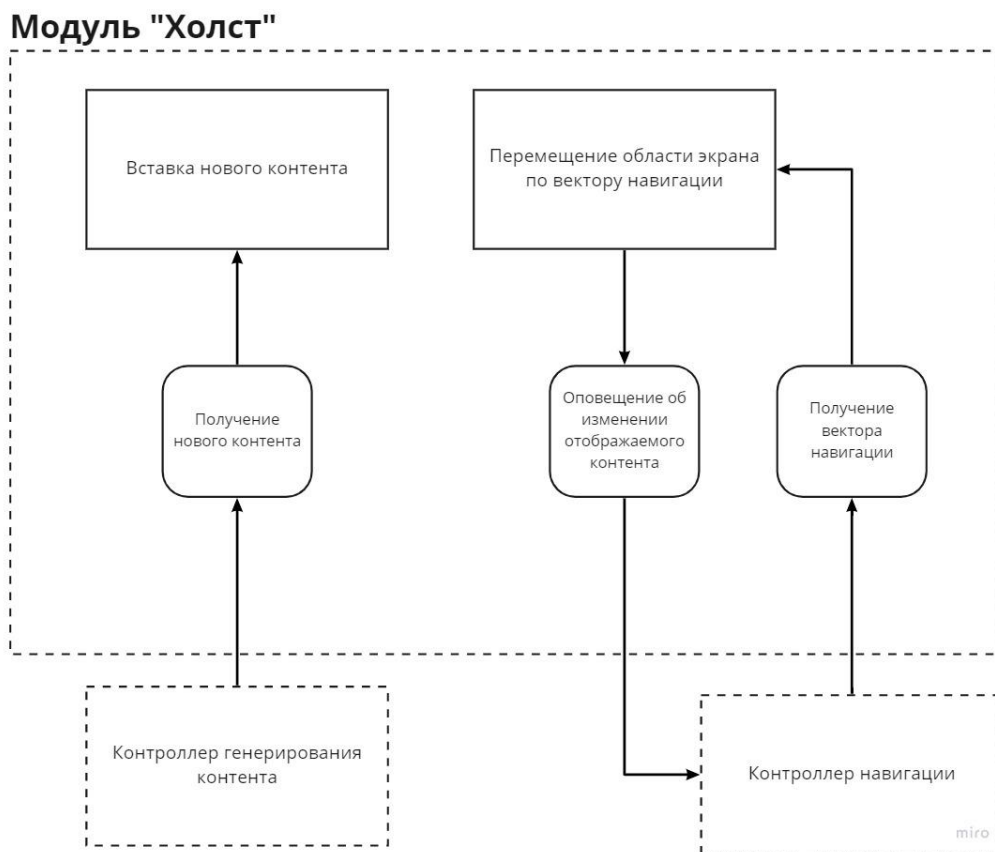 Модуль "Холст"
Вставка нового контента
Перемещение области экрана
по вектору навигации
Получение
нового контента
Оповещение об
изменении
отображаемого
контента
Получение
вектора
навигации
Контроллер генерирования
контента
Контроллер навигации
miro